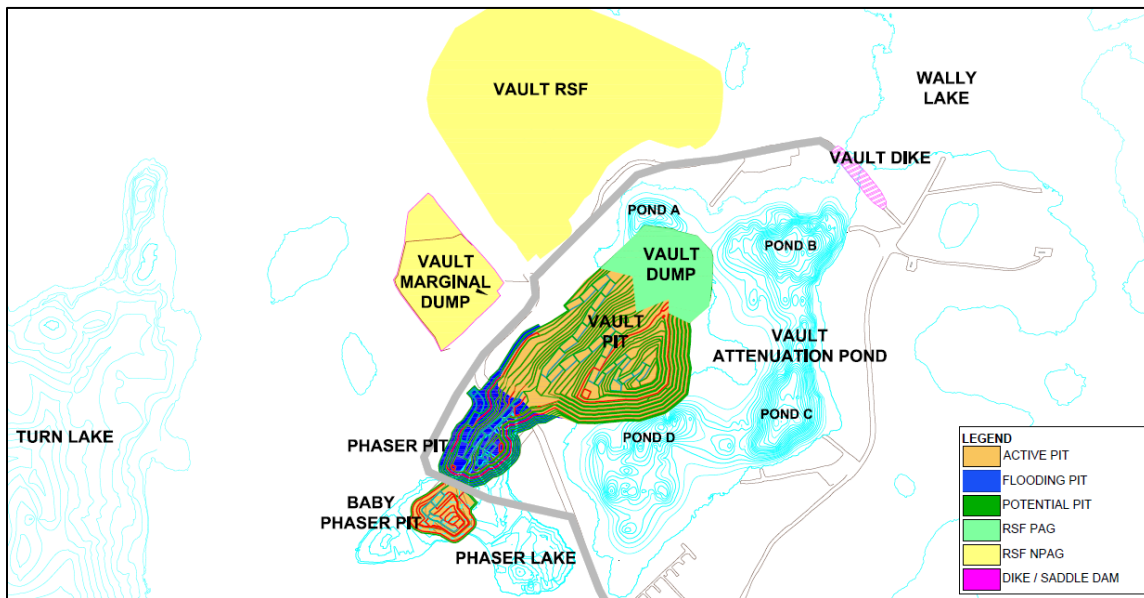 VAULT RSF
WALLY
LAKE
VAULT DIKE
POND A
POND B
VAULT
MARGINAL
DUMP
VAULT
DUMP
VAULT
PIT
VAULT
ATTENUATION POND
POND C
TURN LAKE
PHASER PIT
POND D
BABY
PHASER PIT
PHASER LAKE
LEGEND
ACTIVE PIT
FLOODING PIT
POTENTIAL PIT
RSF PAG
RSF NPAG
DIKE / SADDLE DAM